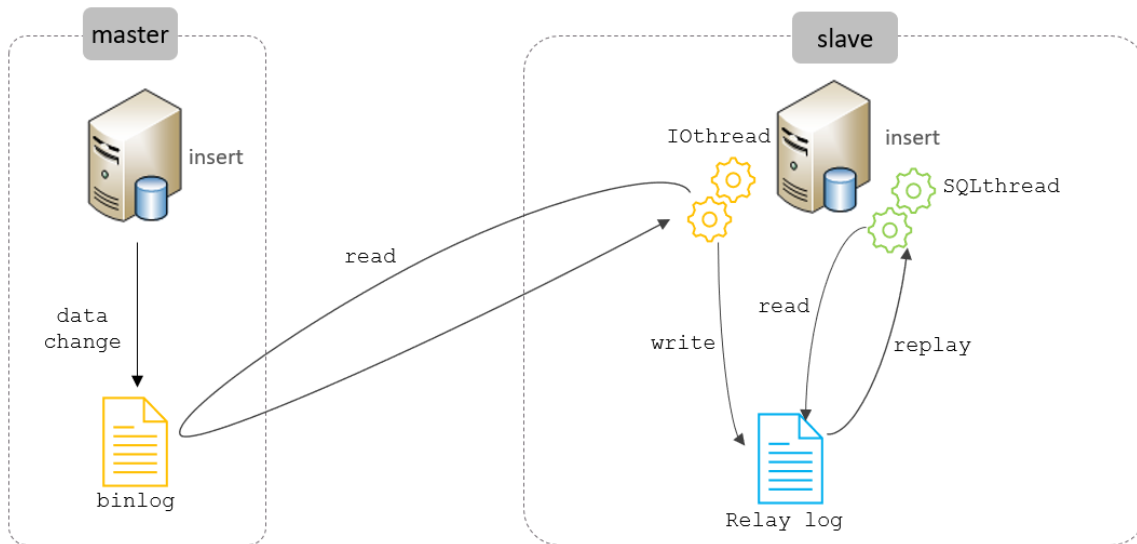 master
insert
data
change
binlog
read
slave
IOthread
insert
SQLthread
read
write
replay
Relay log